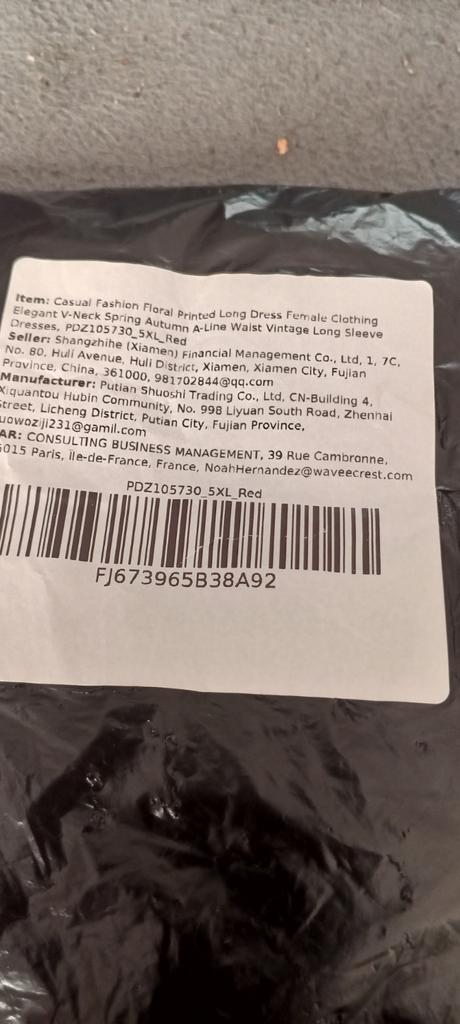 Item: Casual Fashion Floral Printed Long Dress Female Clothing
Elegant V-Neck Spring Autumn A-Line Waist Vintage Long Sleeve
Dresses, PDZ105730_5XL_Red
Seller: Shangzhihe (Xiamen) Financial Management Co., Ltd, 1, 7C,
No. 80, Huli Avenue, Huli District, Xiamen, Xiamen City, Fujian
Province, China, 361000, 981702844@qq.com
Manufacturer: Putian Shuoshi Trading Co., Ltd, CN-Building 4,
Xiquantou Hubin Community, No. 998 Liyuan South Road, Zhenhai
Street, Licheng District, Putian City, Fujian Province,
uowoziji231@gamil.com
AR: CONSULTING BUSINESS MANAGEMENT, 39 Rue Cambronne,
5015 Paris, Île-de-France, France, NoahHernandez@waveecrest.com
PDZ105730_5XL_Red
FJ673965B38A92